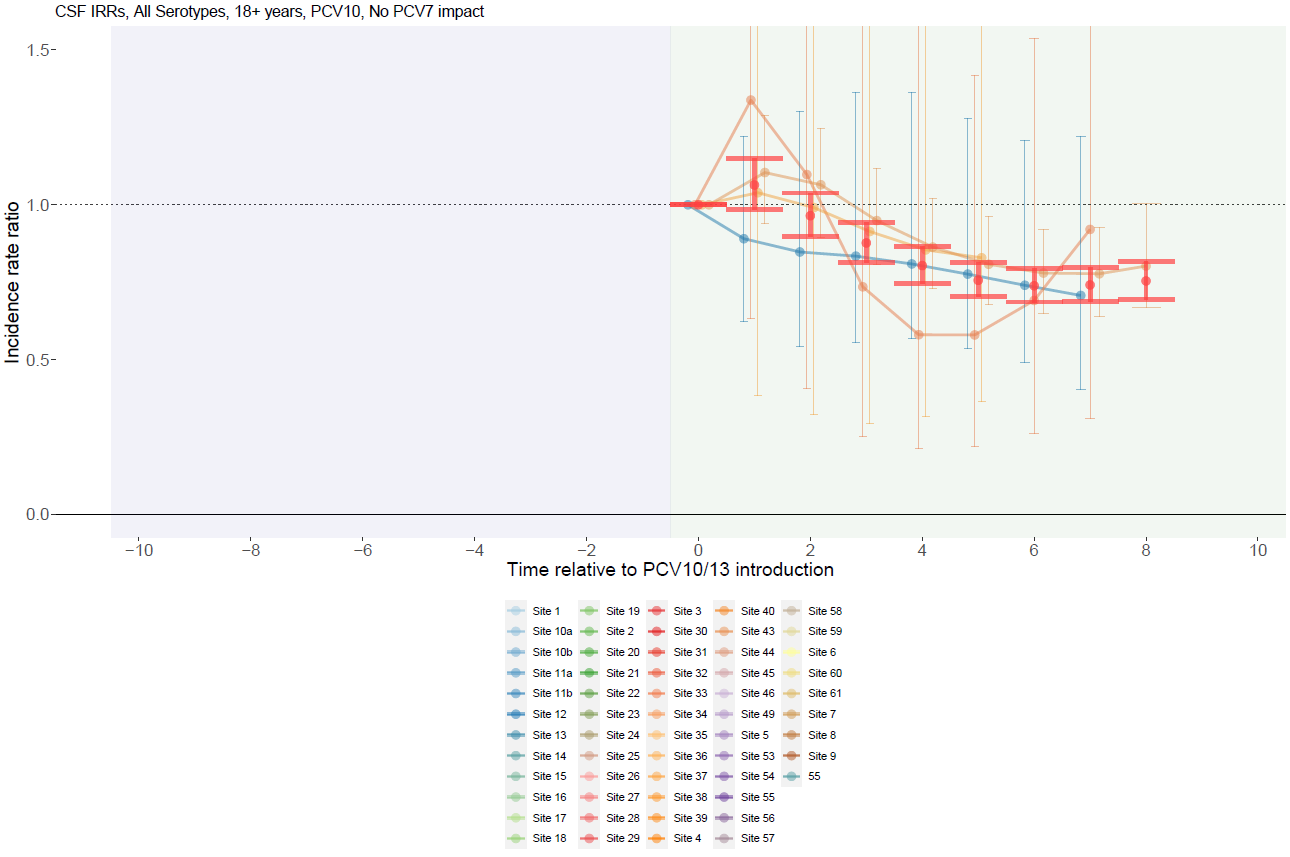 CSF IRRs, All Serotypes, 18+ years, PCV10, No PCV7 impact
Incidence rate ratio
1.5
1.0
0.5
0.0
−10 −8 −6 −4 −2 0 2 4 6 8 10
Time relative to PCV10/13 introduction
Site 1 Site 19 Site 3 Site 40 Site 58
Site 10a Site 2 Site 30 Site 43 Site 59
Site 10b Site 20 Site 31 Site 44 Site 6
Site 11a Site 21 Site 32 Site 45 Site 60
Site 11b Site 22 Site 33 Site 46 Site 61
Site 12 Site 23 Site 34 Site 49 Site 7
Site 13 Site 24 Site 35 Site 5 Site 8
Site 14 Site 25 Site 36 Site 53 Site 9
Site 15 Site 26 Site 37 Site 54 55
Site 16 Site 27 Site 38 Site 55
Site 17 Site 28 Site 39 Site 56
Site 18 Site 29 Site 4 Site 57